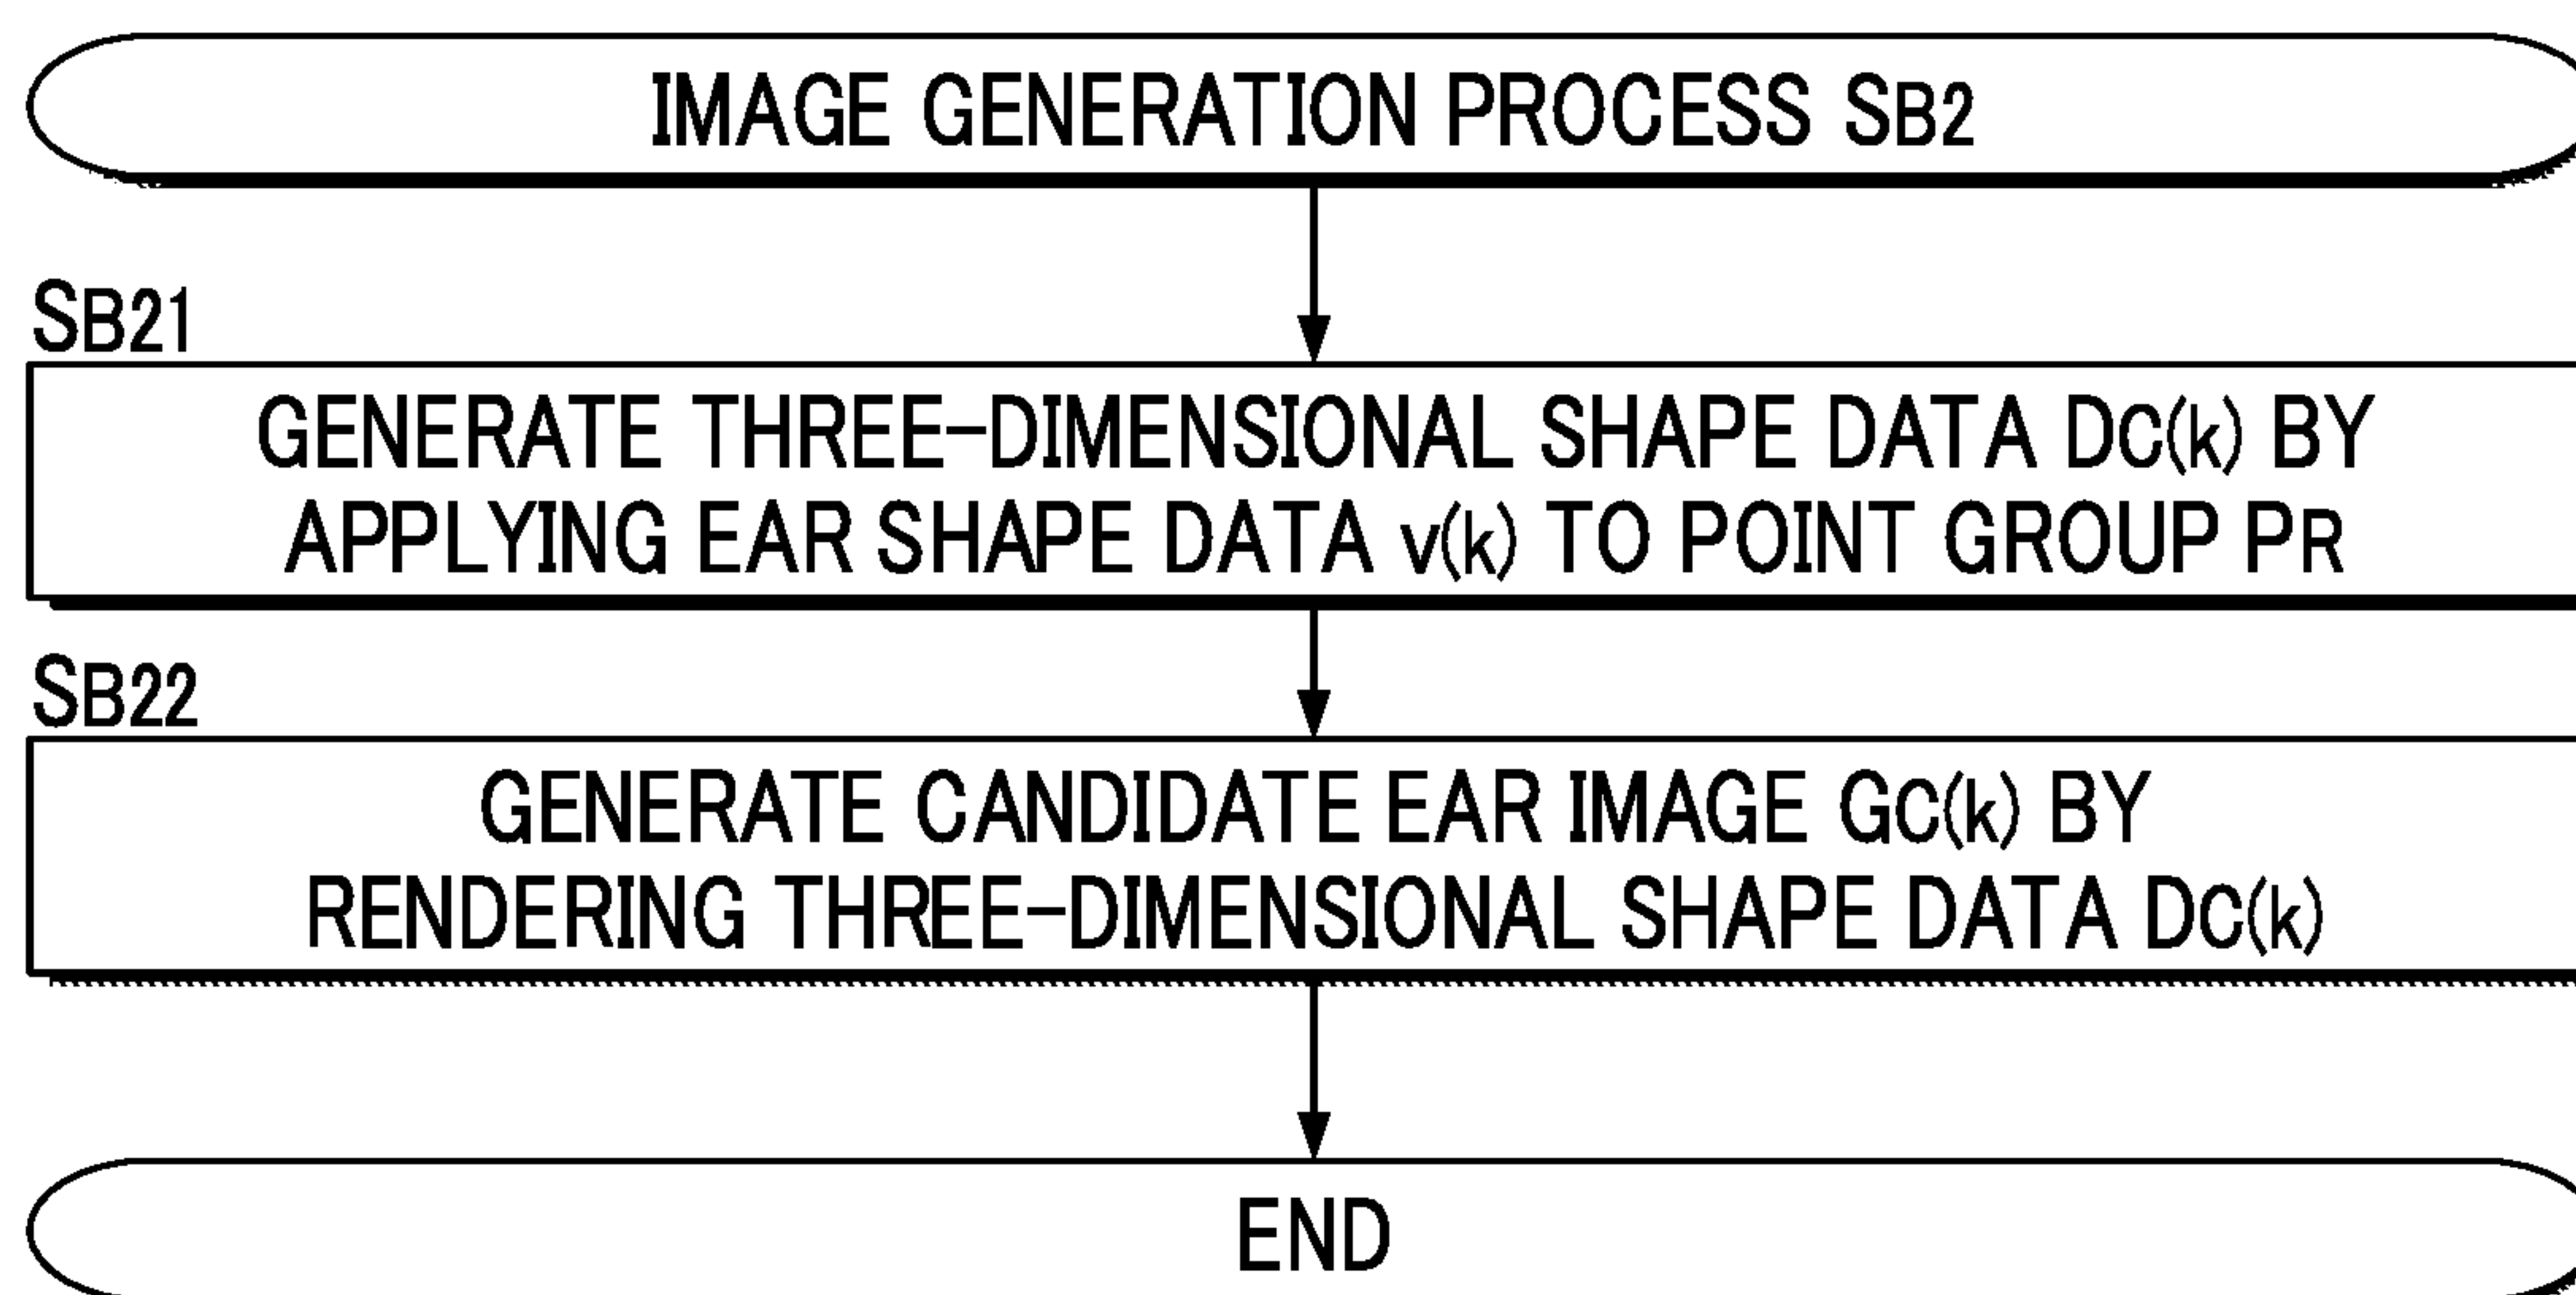 IMAGE GENERATION PROCESS SB2
SB21
GENERATE THREE-DIMENSIONAL SHAPE DATA DC(k) BY
APPLYING EAR SHAPE DATA v(k) TO POINT GROUP PR
SB22
GENERATE CANDIDATE EAR IMAGE GC(k) BY
RENDERING THREE-DIMENSIONAL SHAPE DATA DC(k)
END